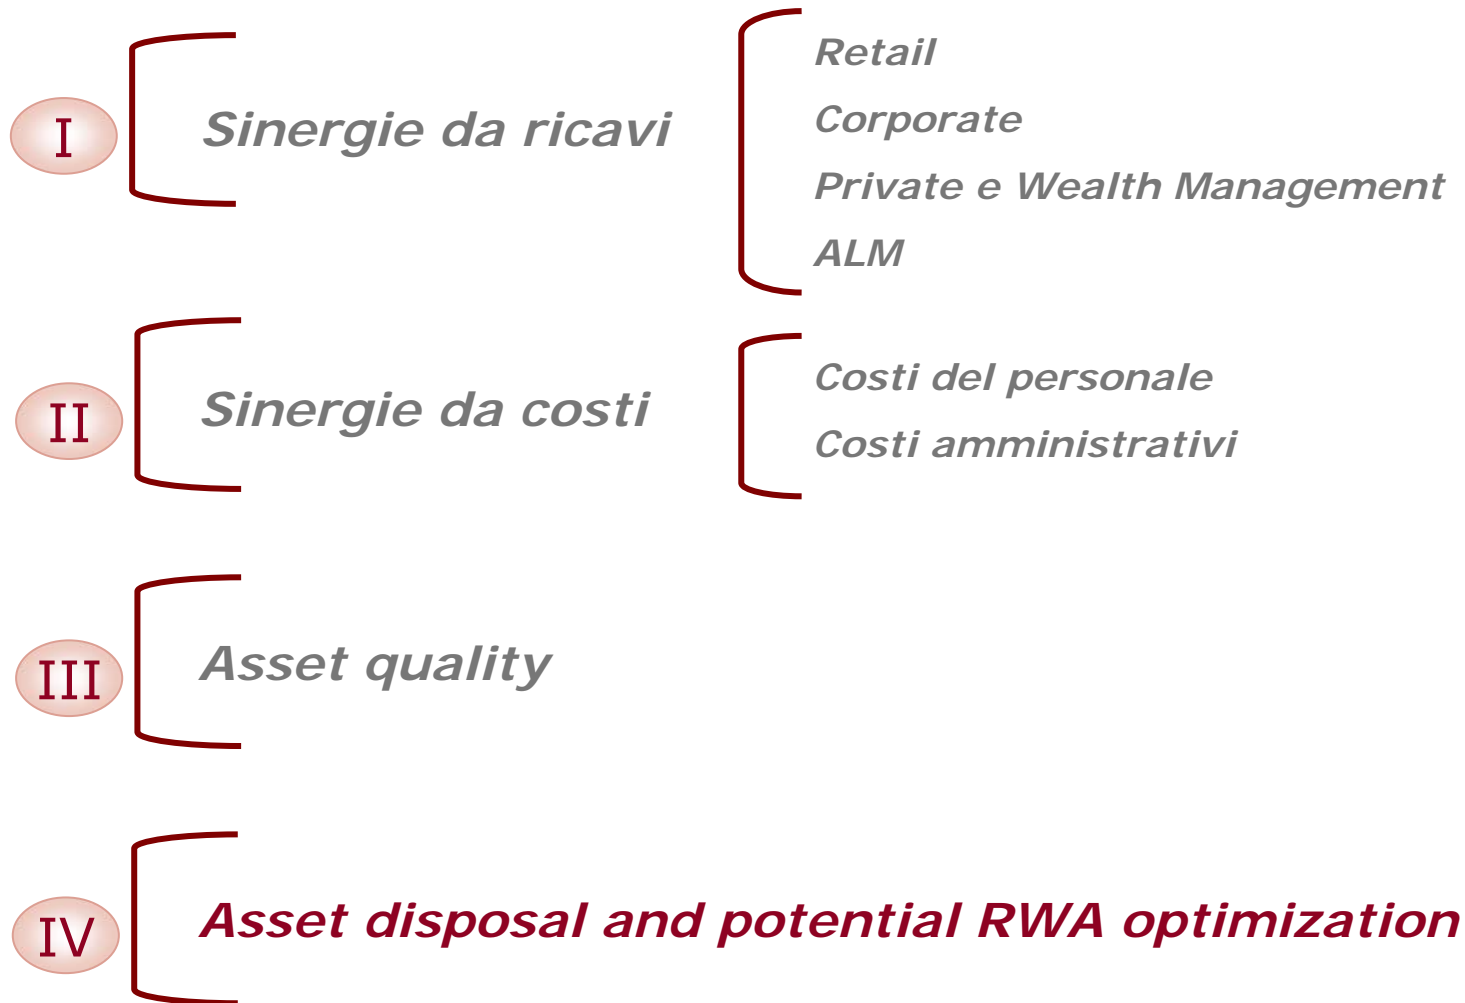 I
Sinergie da ricavi
Retail
Corporate
Private e Wealth Management
ALM
II
Sinergie da costi
Costi del personale
Costi amministrativi
III
Asset quality
IV
Asset disposal and potential RWA optimization